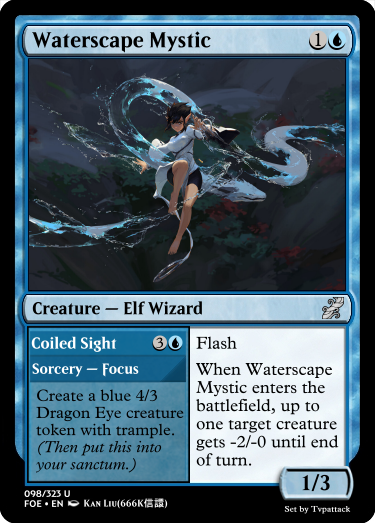 Waterscape Mystic 1
Creature — Elf Wizard
Coiled Sight 3
Sorcery — Focus
Create a blue 4/3
Dragon Eye creature
token with trample.
(Then put this into
your sanctum.)
Flash
When Waterscape
Mystic enters the
battlefield, up to
one target creature
gets -2/-0 until end
of turn.
1/3
098/323 U
FOE • EN Kan Liu(666K信譞)
Set by Tvpattack